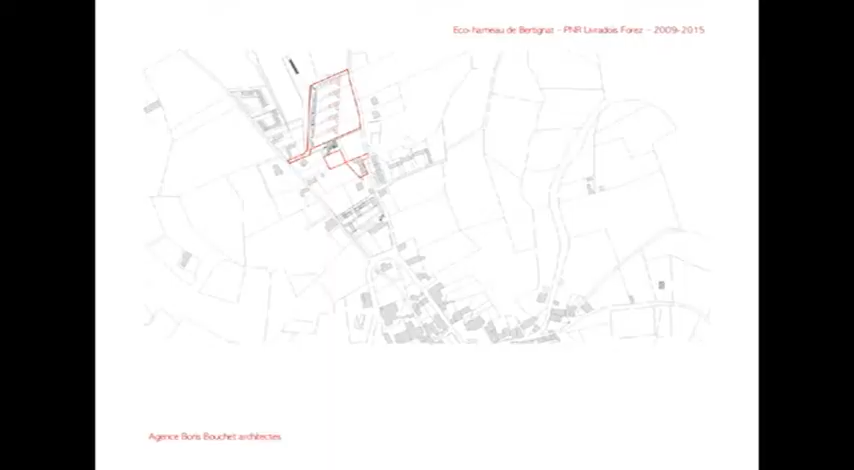 Eco-hameau de Bertignat - PNR Livradois Forez - 2009-2015
Agence Boris Bouchet architectes